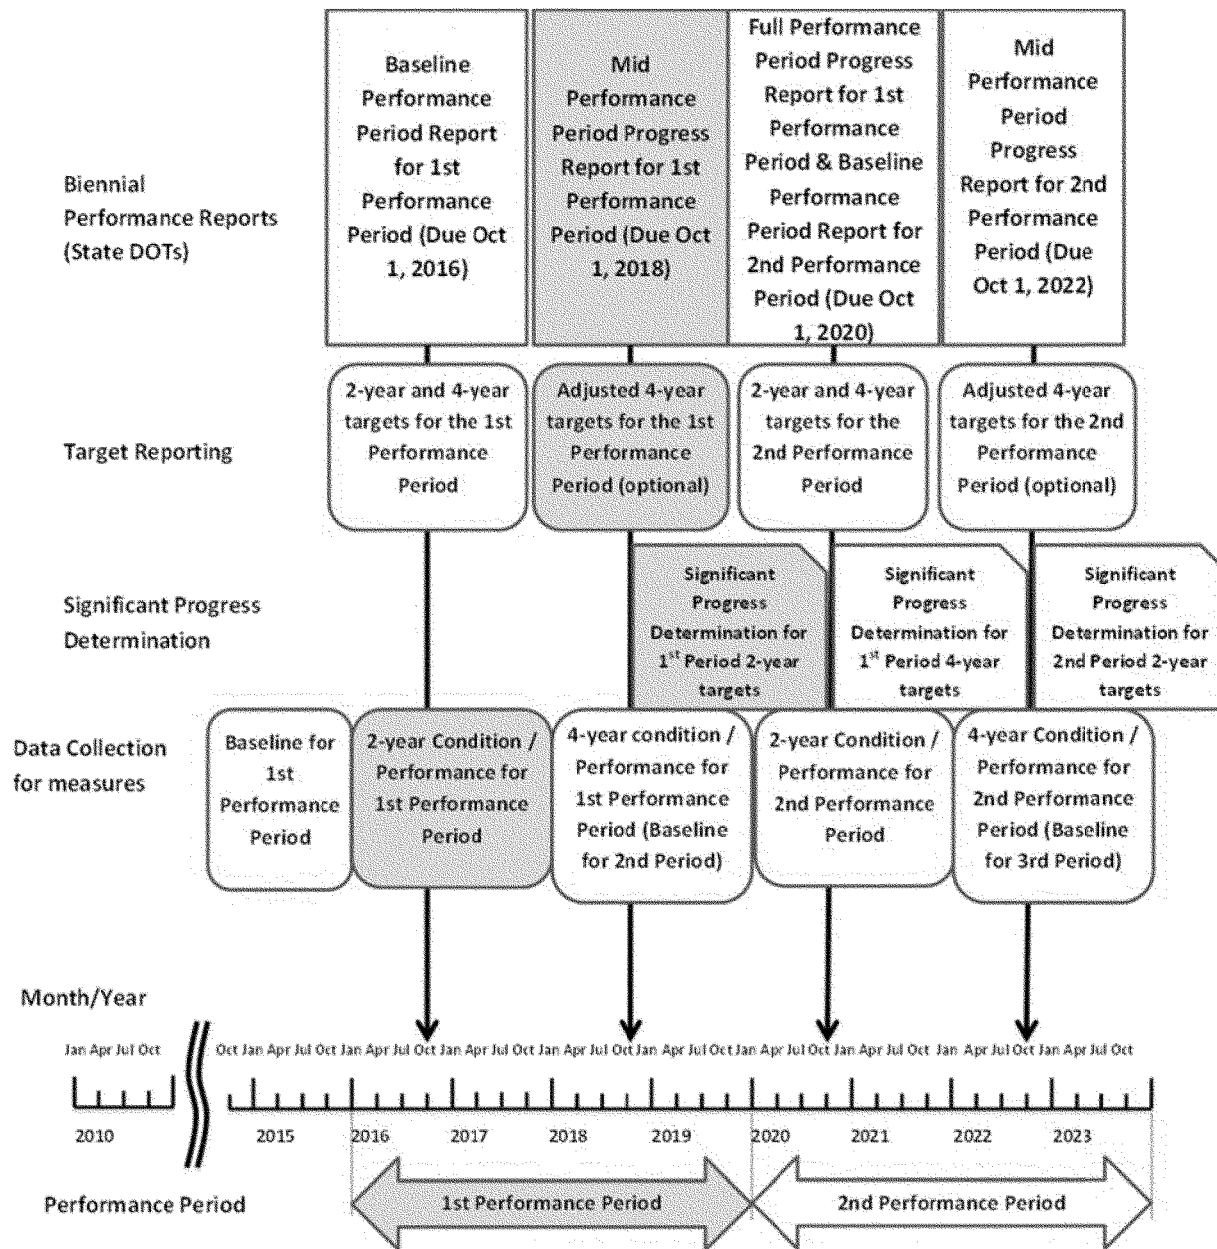 Biennial
Performance Reports
(State DOTs)
Baseline
Performance
Period Report
for 1st
Performance
Period (Due Oct
1, 2016)
Mid
Performance
Period Progress
Report for 1st
Performance
Period (Due Oct
1, 2018)
Full Performance
Period Progress
Report for 1st
Performance
Period & Baseline
Performance
Period Report for
2nd Performance
Period (Due Oct
1, 2020)
Mid
Performance
Period
Progress
Report for 2nd
Performance
Period (Due
Oct 1, 2022)
Target Reporting
2-year and 4-year
targets for the 1st
Performance
Period
Adjusted 4-year
targets for the 1st
Performance
Period (optional)
2-year and 4-year
targets for the
2nd Performance
Period
Adjusted 4-year
targets for the 2nd
Performance
Period (optional)
Significant Progress
Determination
Significant
Progress
Determination for
1st Period 2-year
targets
Significant
Progress
Determination for
1st Period 4-year
targets
Significant
Progress
Determination for
2nd Period 2-year
targets
Data Collection
for measures
Baseline for
1st
Performance
Period
2-year Condition /
Performance for
1st Performance
Period
4-year condition /
Performance for
1st Performance
Period (Baseline
for 2nd Period)
2-year Condition /
Performance for
2nd Performance
Period
4-year Condition /
Performance for
2nd Performance
Period (Baseline
for 3rd Period)
Month/Year
Jan Apr Jul Oct Oct Jan Apr Jul Oct Jan Apr Jul Oct Jan Apr Jul Oct Jan Apr Jul Oct Jan Apr Jul Oct Jan Apr Jul Oct Jan Apr Jul Oct Jan Apr Jul Oct Jan Apr Jul Oct
2010 2015 2016 2017 2018 2019 2020 2021 2022 2023
Performance Period 1st Performance Period 2nd Performance Period